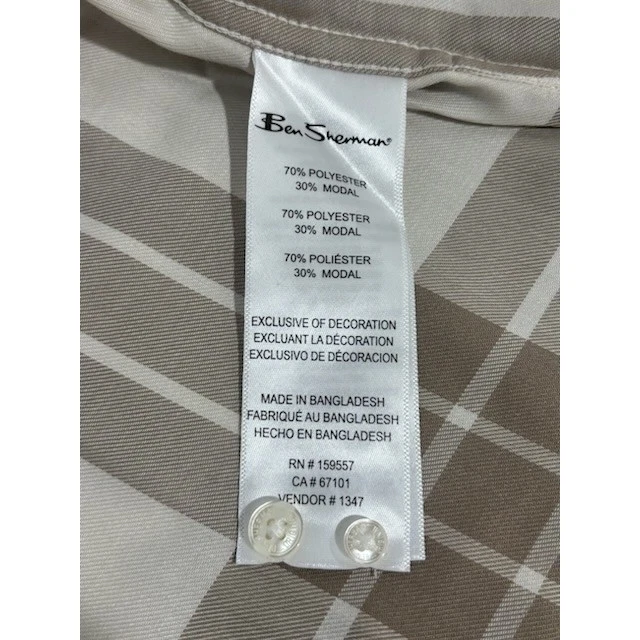 Ben Sherman®
70% POLYESTER
30% MODAL
70% POLYESTER
30% MODAL
70% POLIÉSTER
30% MODAL
EXCLUSIVE OF DECORATION
EXCLUANT LA DÉCORATION
EXCLUSIVO DE DÉCORACION
MADE IN BANGLADESH
FABRIQUÉ AU BANGLADESH
HECHO EN BANGLADESH
RN # 159557
CA # 67101
VENDOR # 1347